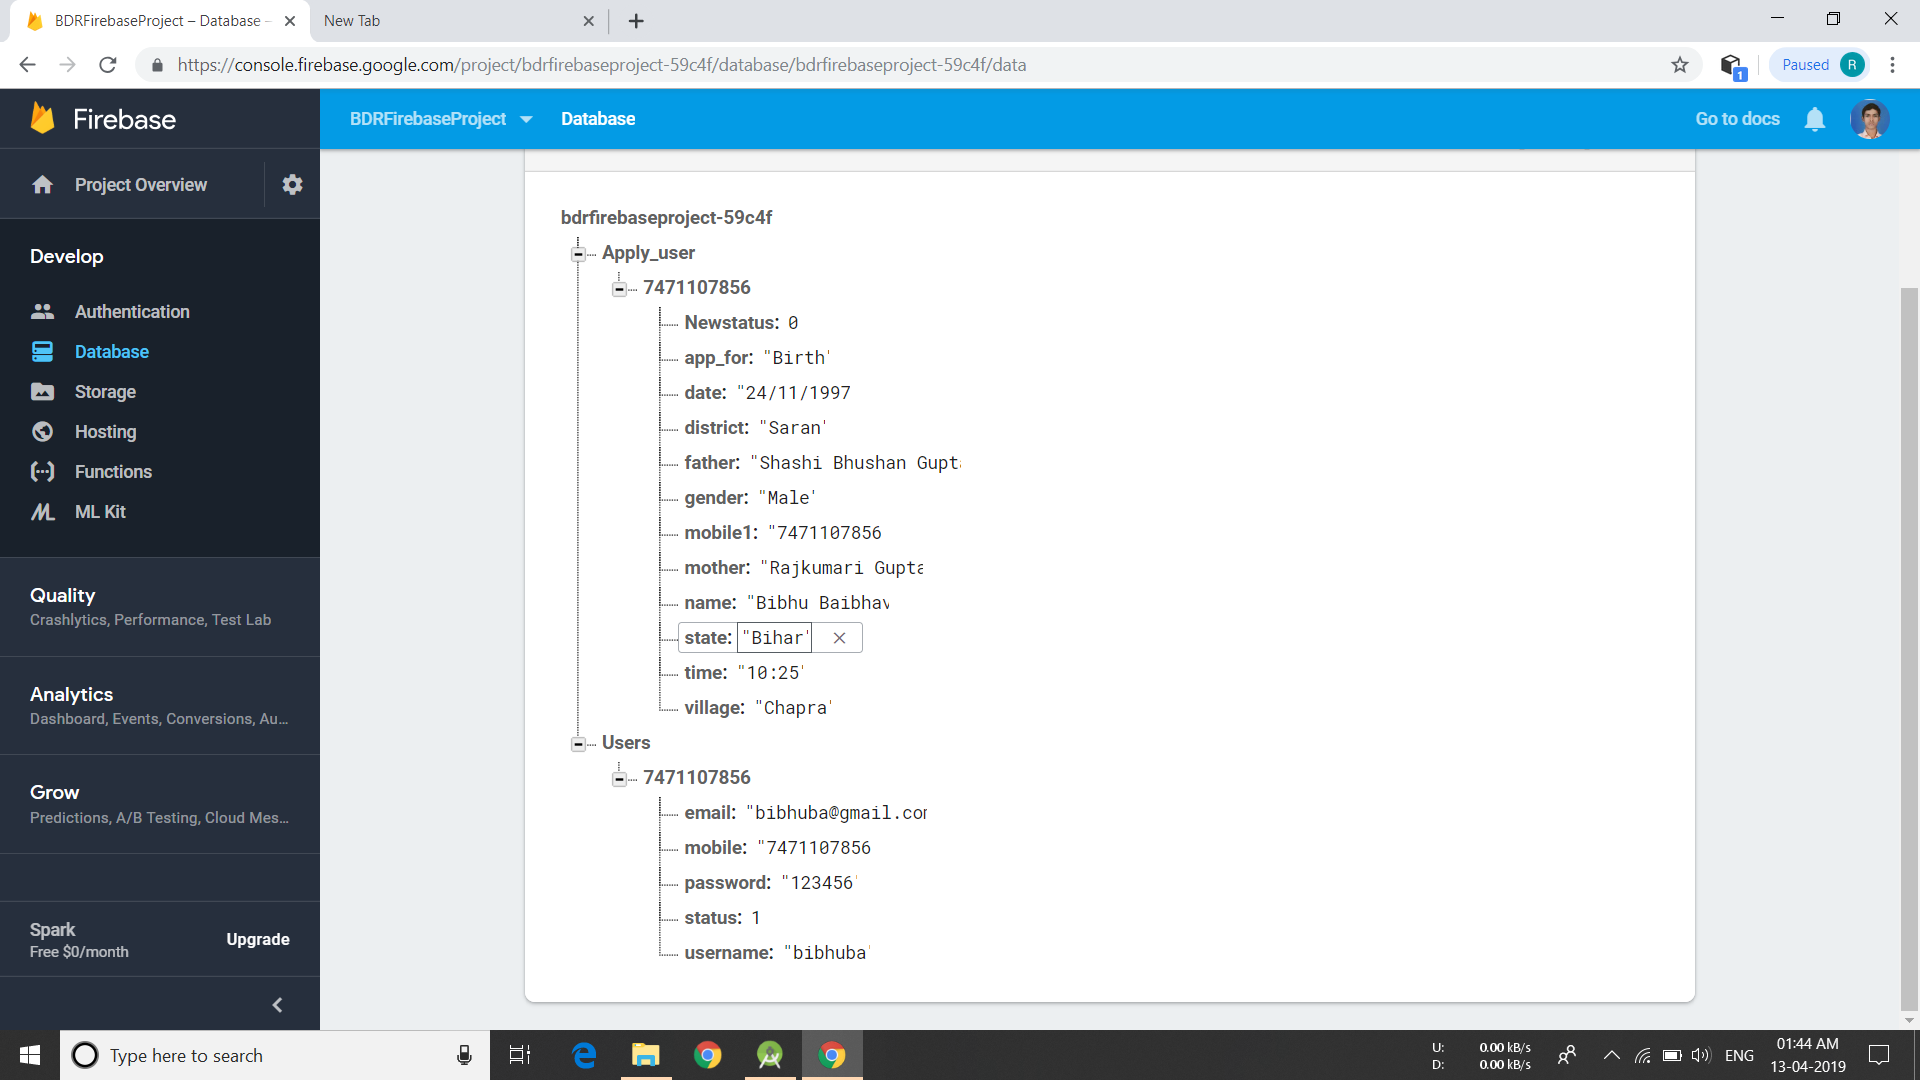 BDRFirebaseProject – Database –
New Tab
https://console.firebase.google.com/project/bdrfirebaseproject-59c4f/database/bdrfirebaseproject-59c4f/data
1
Paused R
Firebase
BDRFirebaseProject
Database
Go to docs
Project Overview
Develop
Authentication
Database
Storage
Hosting
Functions
ML Kit
Quality
Crashlytics, Performance, Test Lab
Analytics
Dashboard, Events, Conversions, Au...
Grow
Predictions, A/B Testing, Cloud Mes...
Spark
Free $0/month
Upgrade
bdrfirebaseproject-59c4f
Apply_user
7471107856
Newstatus: 0
app_for: "Birth"
date: "24/11/1997
district: "Saran"
father: "Shashi Bhushan Gupta
gender: "Male"
mobile1: "7471107856
mother: "Rajkumari Gupta
name: "Bibhu Baibhav
state: "Bihar"
time: "10:25"
village: "Chapra"
Users
7471107856
email: "bibhuba@gmail.com
mobile: "7471107856
password: "123456"
status: 1
username: "bibhuba"
Type here to search
U: 0.00 kB/s
D: 0.00 kB/s
ENG
01:44 AM
13-04-2019